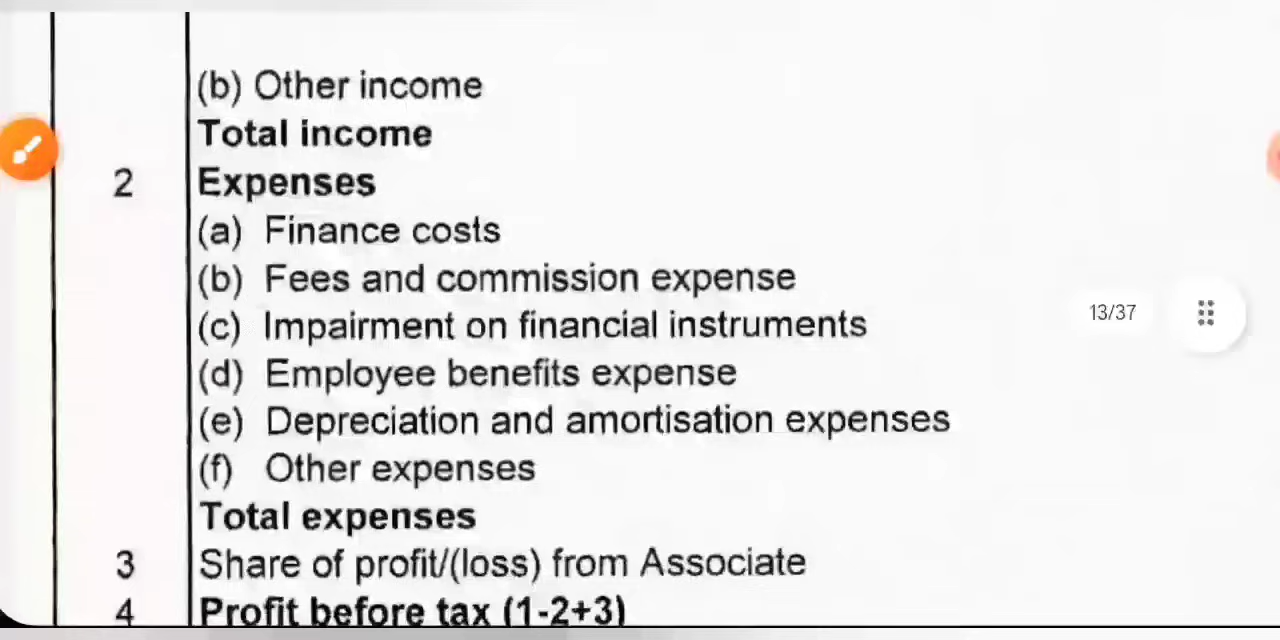 (b) Other income
Total income
2 Expenses
(a) Finance costs
(b) Fees and commission expense
(c) Impairment on financial instruments
(d) Employee benefits expense
(e) Depreciation and amortisation expenses
(f) Other expenses
Total expenses
3 Share of profit/(loss) from Associate
4 Profit before tax (1-2+3)
13/37